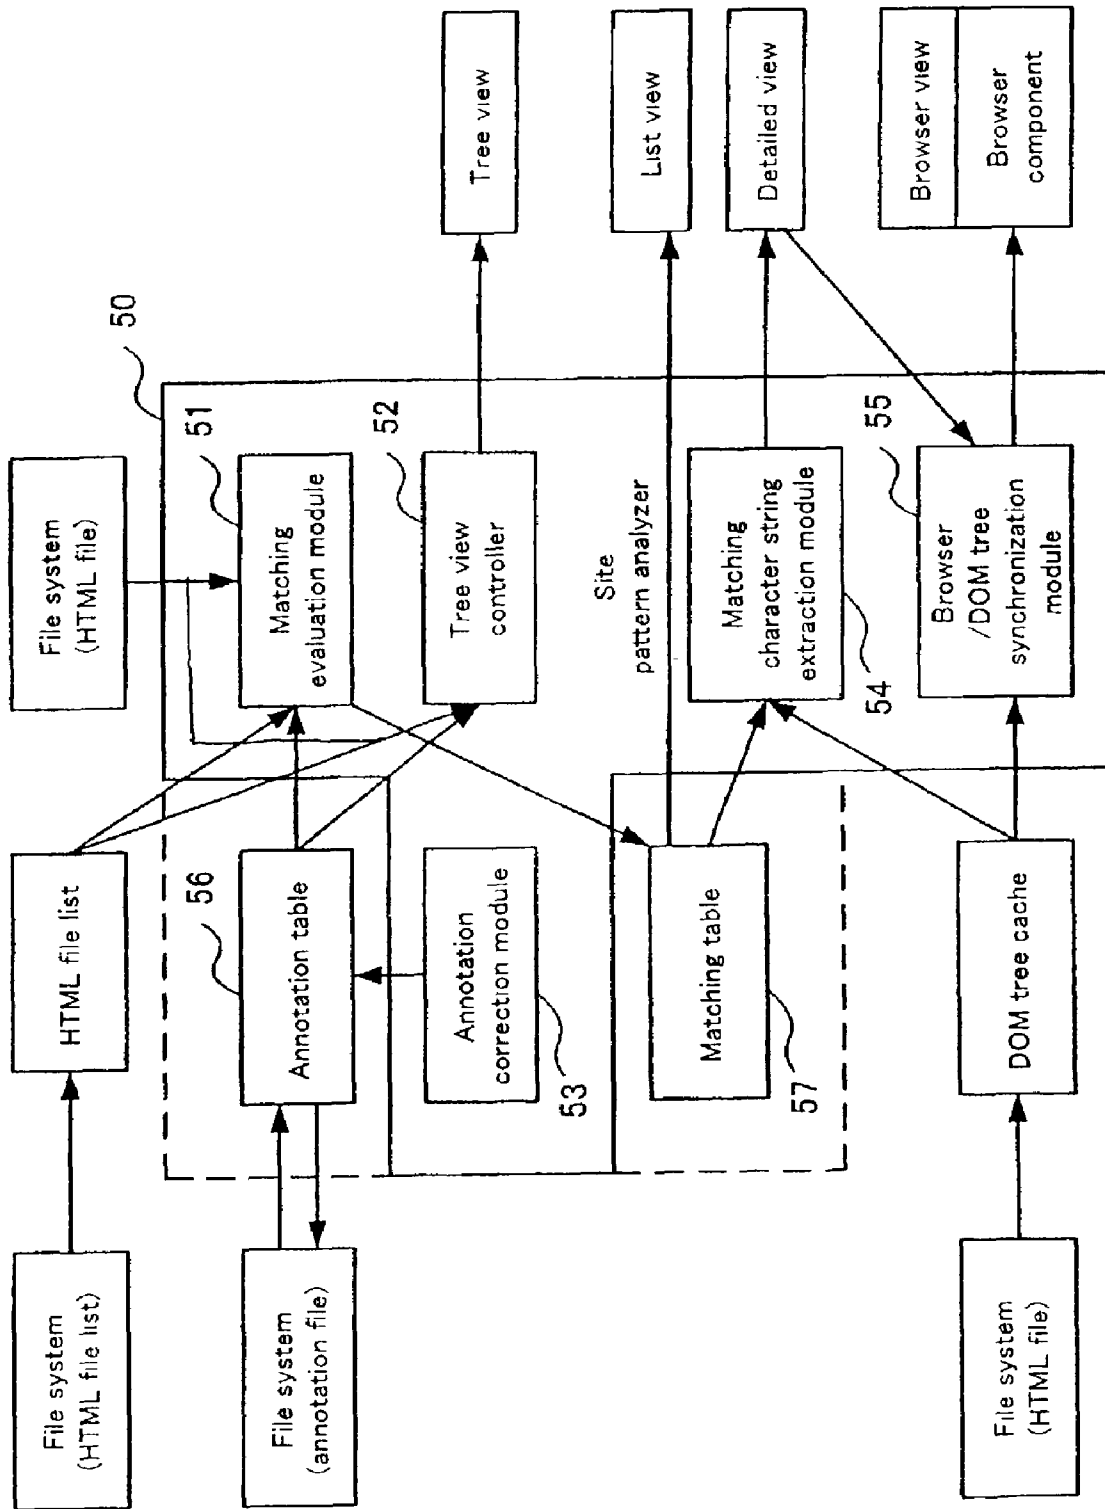 File system
(HTML file list)
HTML file list
File system
(HTML file)
50
File system
(annotation file)
56
Annotation table
51
Matching
evaluation module
Annotation
correction module
53
52
Tree view
controller
Tree view
Site
pattern analyzer
List view
Matching table
57
Matching
character string
extraction module
54
Detailed view
File system
(HTML file)
DOM tree cache
55
Browser
/DOM tree
synchronization
module
Browser view
Browser
component